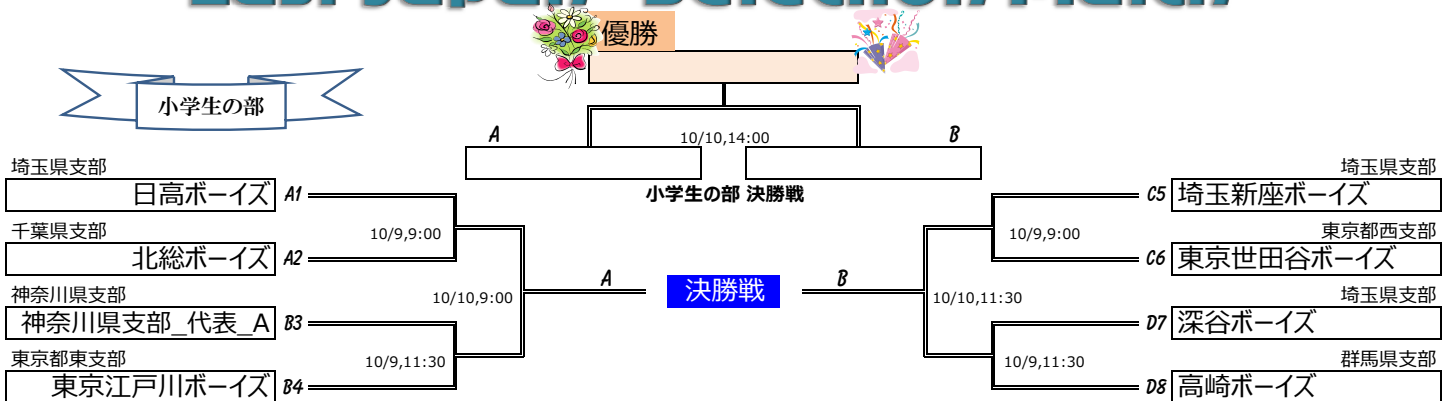 優勝
小学生の部
A
10/10,14:00
B
小学生の部 決勝戦
埼玉県支部
日高ボーイズ A1
千葉県支部
北総ボーイズ A2
10/9,9:00
神奈川県支部
神奈川県支部_代表_A B3
東京都東支部
東京江戸川ボーイズ B4
10/9,11:30
10/10,9:00
A
決勝戦
B
10/10,11:30
埼玉県支部
C5 埼玉新座ボーイズ
東京都西支部
C6 東京世田谷ボーイズ
10/9,9:00
埼玉県支部
D7 深谷ボーイズ
群馬県支部
D8 高崎ボーイズ
10/9,11:30